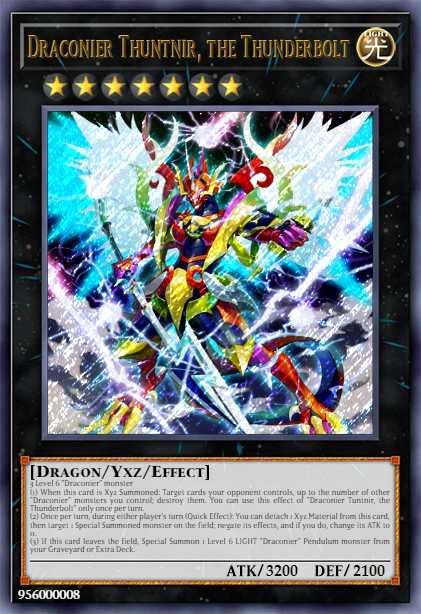 DRACONIER THUNTNIR, THE THUNDERBOLT
LIGHT
光
[DRAGON/YXZ/EFFECT]
3 Level 6 "Draconier" monster
(1) When this card is Xyz Summoned: Target cards your opponent controls, up to the number of other
"Draconier" monsters you control; destroy them. You can use this effect of "Draconier Tuntnir, the
Thunderbolt" only once per turn.
(2) Once per turn, during either player's turn (Quick Effect): You can detach 1 Xyz Material from this card,
then target 1 Special Summoned monster on the field; negate its effects, and if you do, change its ATK to
0.
(3) If this card leaves the field, Special Summon 1 Level 6 LIGHT "Draconier" Pendulum monster from
your Graveyard or Extra Deck.
ATK/3200 DEF/2100
956000008